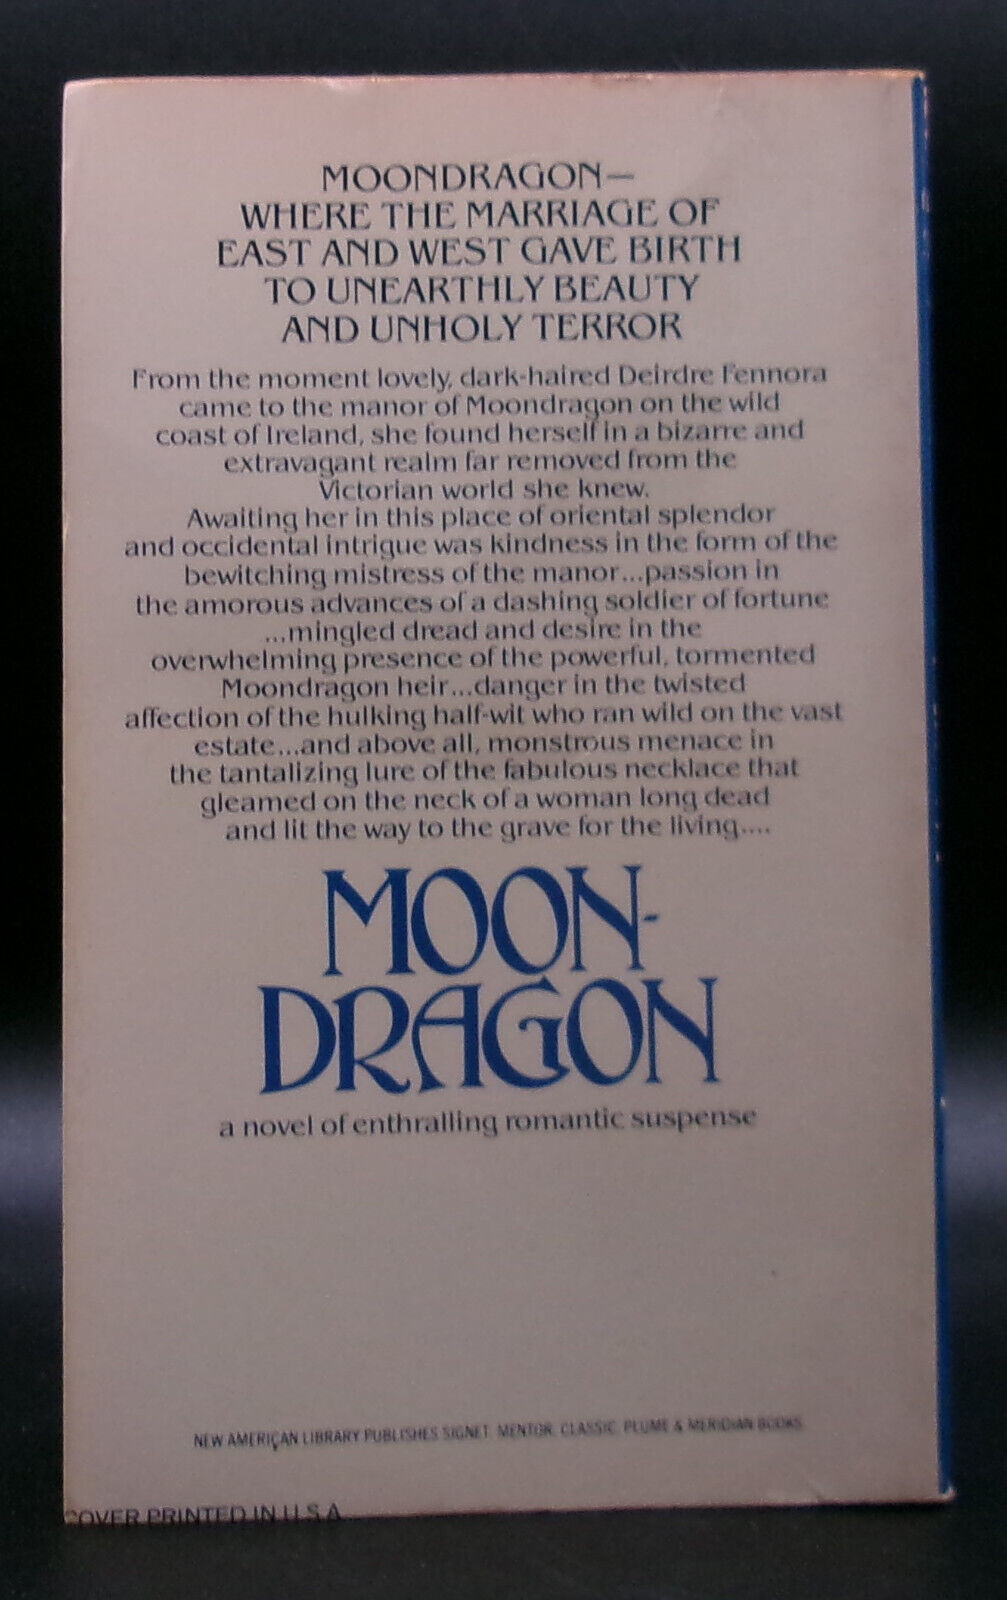 MOONDRAGON—
WHERE THE MARRIAGE OF
EAST AND WEST GAVE BIRTH
TO UNEARTHLY BEAUTY
AND UNHOLY TERROR
From the moment lovely, dark-haired Deirdre Fennora
came to the manor of Moondragon on the wild
coast of Ireland, she found herself in a bizarre and
extravagant realm far removed from the
Victorian world she knew.
Awaiting her in this place of oriental splendor
and occidental intrigue was kindness in the form of the
bewitching mistress of the manor...passion in
the amorous advances of a dashing soldier of fortune
...mingled dread and desire in the
overwhelming presence of the powerful, tormented
Moondragon heir...danger in the twisted
affection of the hulking half-wit who ran wild on the vast
estate...and above all, monstrous menace in
the tantalizing lure of the fabulous necklace that
gleamed on the neck of a woman long dead
and lit the way to the grave for the living....
MOON-
DRAGON
a novel of enthralling romantic suspense
NEW AMERICAN LIBRARY PUBLISHES SIGNET, MENTOR, CLASSIC, PLUME & MERIDIAN BOOKS
COVER PRINTED IN U.S.A.